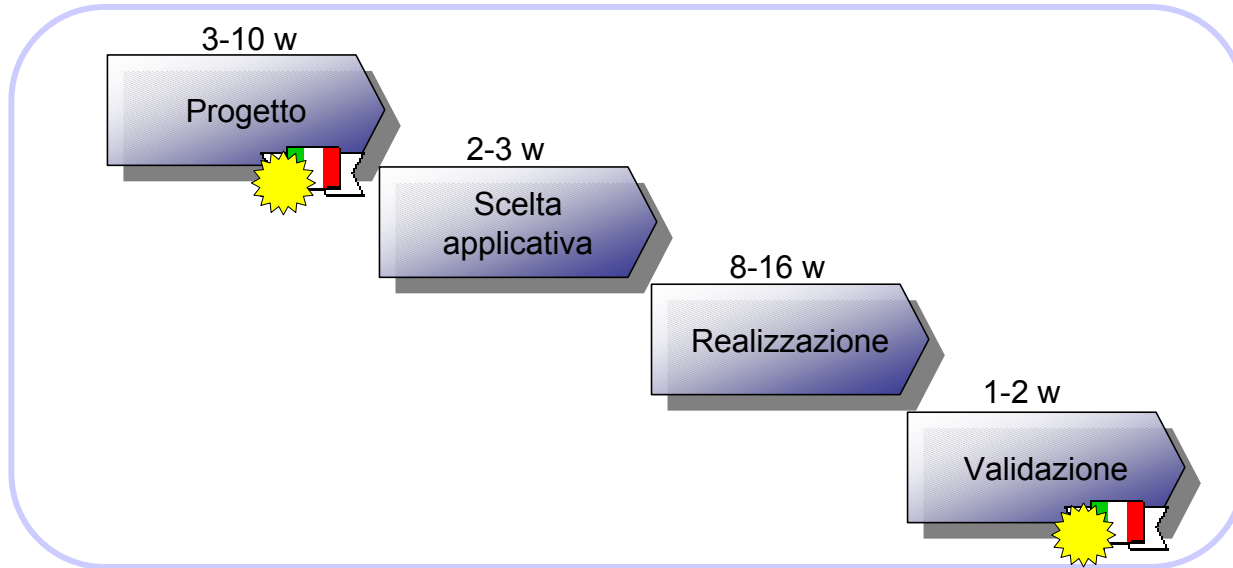 3-10 w
Progetto
2-3 w
Scelta
applicativa
8-16 w
Realizzazione
1-2 w
Validazione